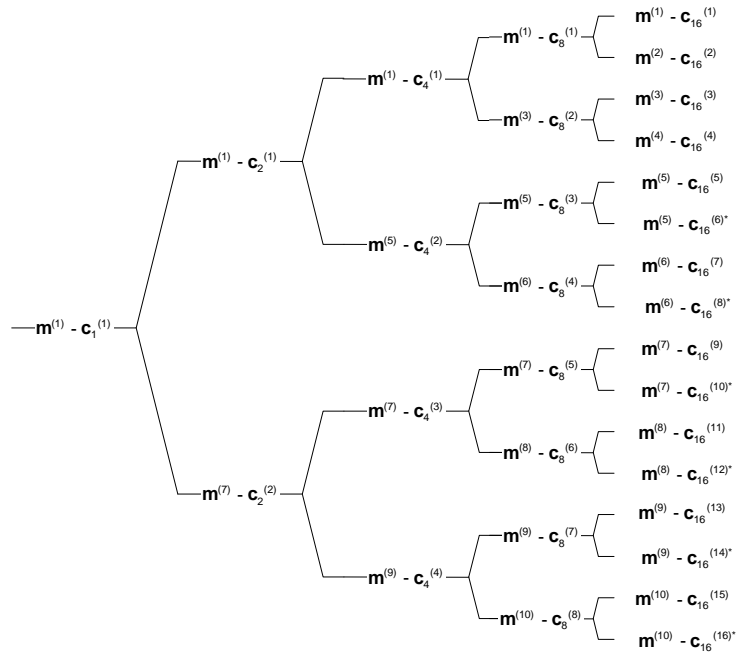 m(1) - c16(1)
m(1) - c8(1)
m(2) - c16(2)
m(1) - c4(1)
m(3) - c16(3)
m(3) - c8(2)
m(4) - c16(4)
m(1) - c2(1)
m(5) - c16(5)
m(5) - c8(3)
m(5) - c16(6)*
m(5) - c4(2)
m(6) - c16(7)
m(6) - c8(4)
m(6) - c16(8)*
m(1) - c1(1)
m(7) - c16(9)
m(7) - c8(5)
m(7) - c16(10)*
m(7) - c4(3)
m(8) - c16(11)
m(8) - c8(6)
m(8) - c16(12)*
m(7) - c2(2)
m(9) - c16(13)
m(9) - c8(7)
m(9) - c16(14)*
m(9) - c4(4)
m(10) - c16(15)
m(10) - c8(8)
m(10) - c16(16)*